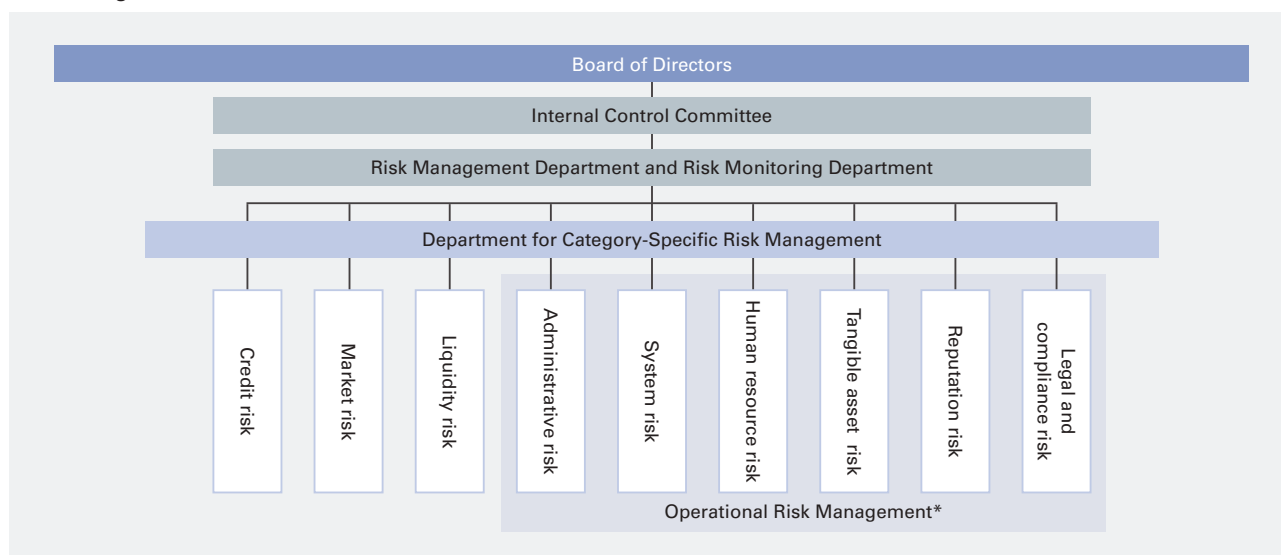 Board of Directors
Internal Control Committee
Risk Management Department and Risk Monitoring Department
Department for Category-Specific Risk Management
Credit risk
Market risk
Liquidity risk
Administrative risk
System risk
Human resource risk
Tangible asset risk
Reputation risk
Legal and
compliance risk
Operational Risk Management*